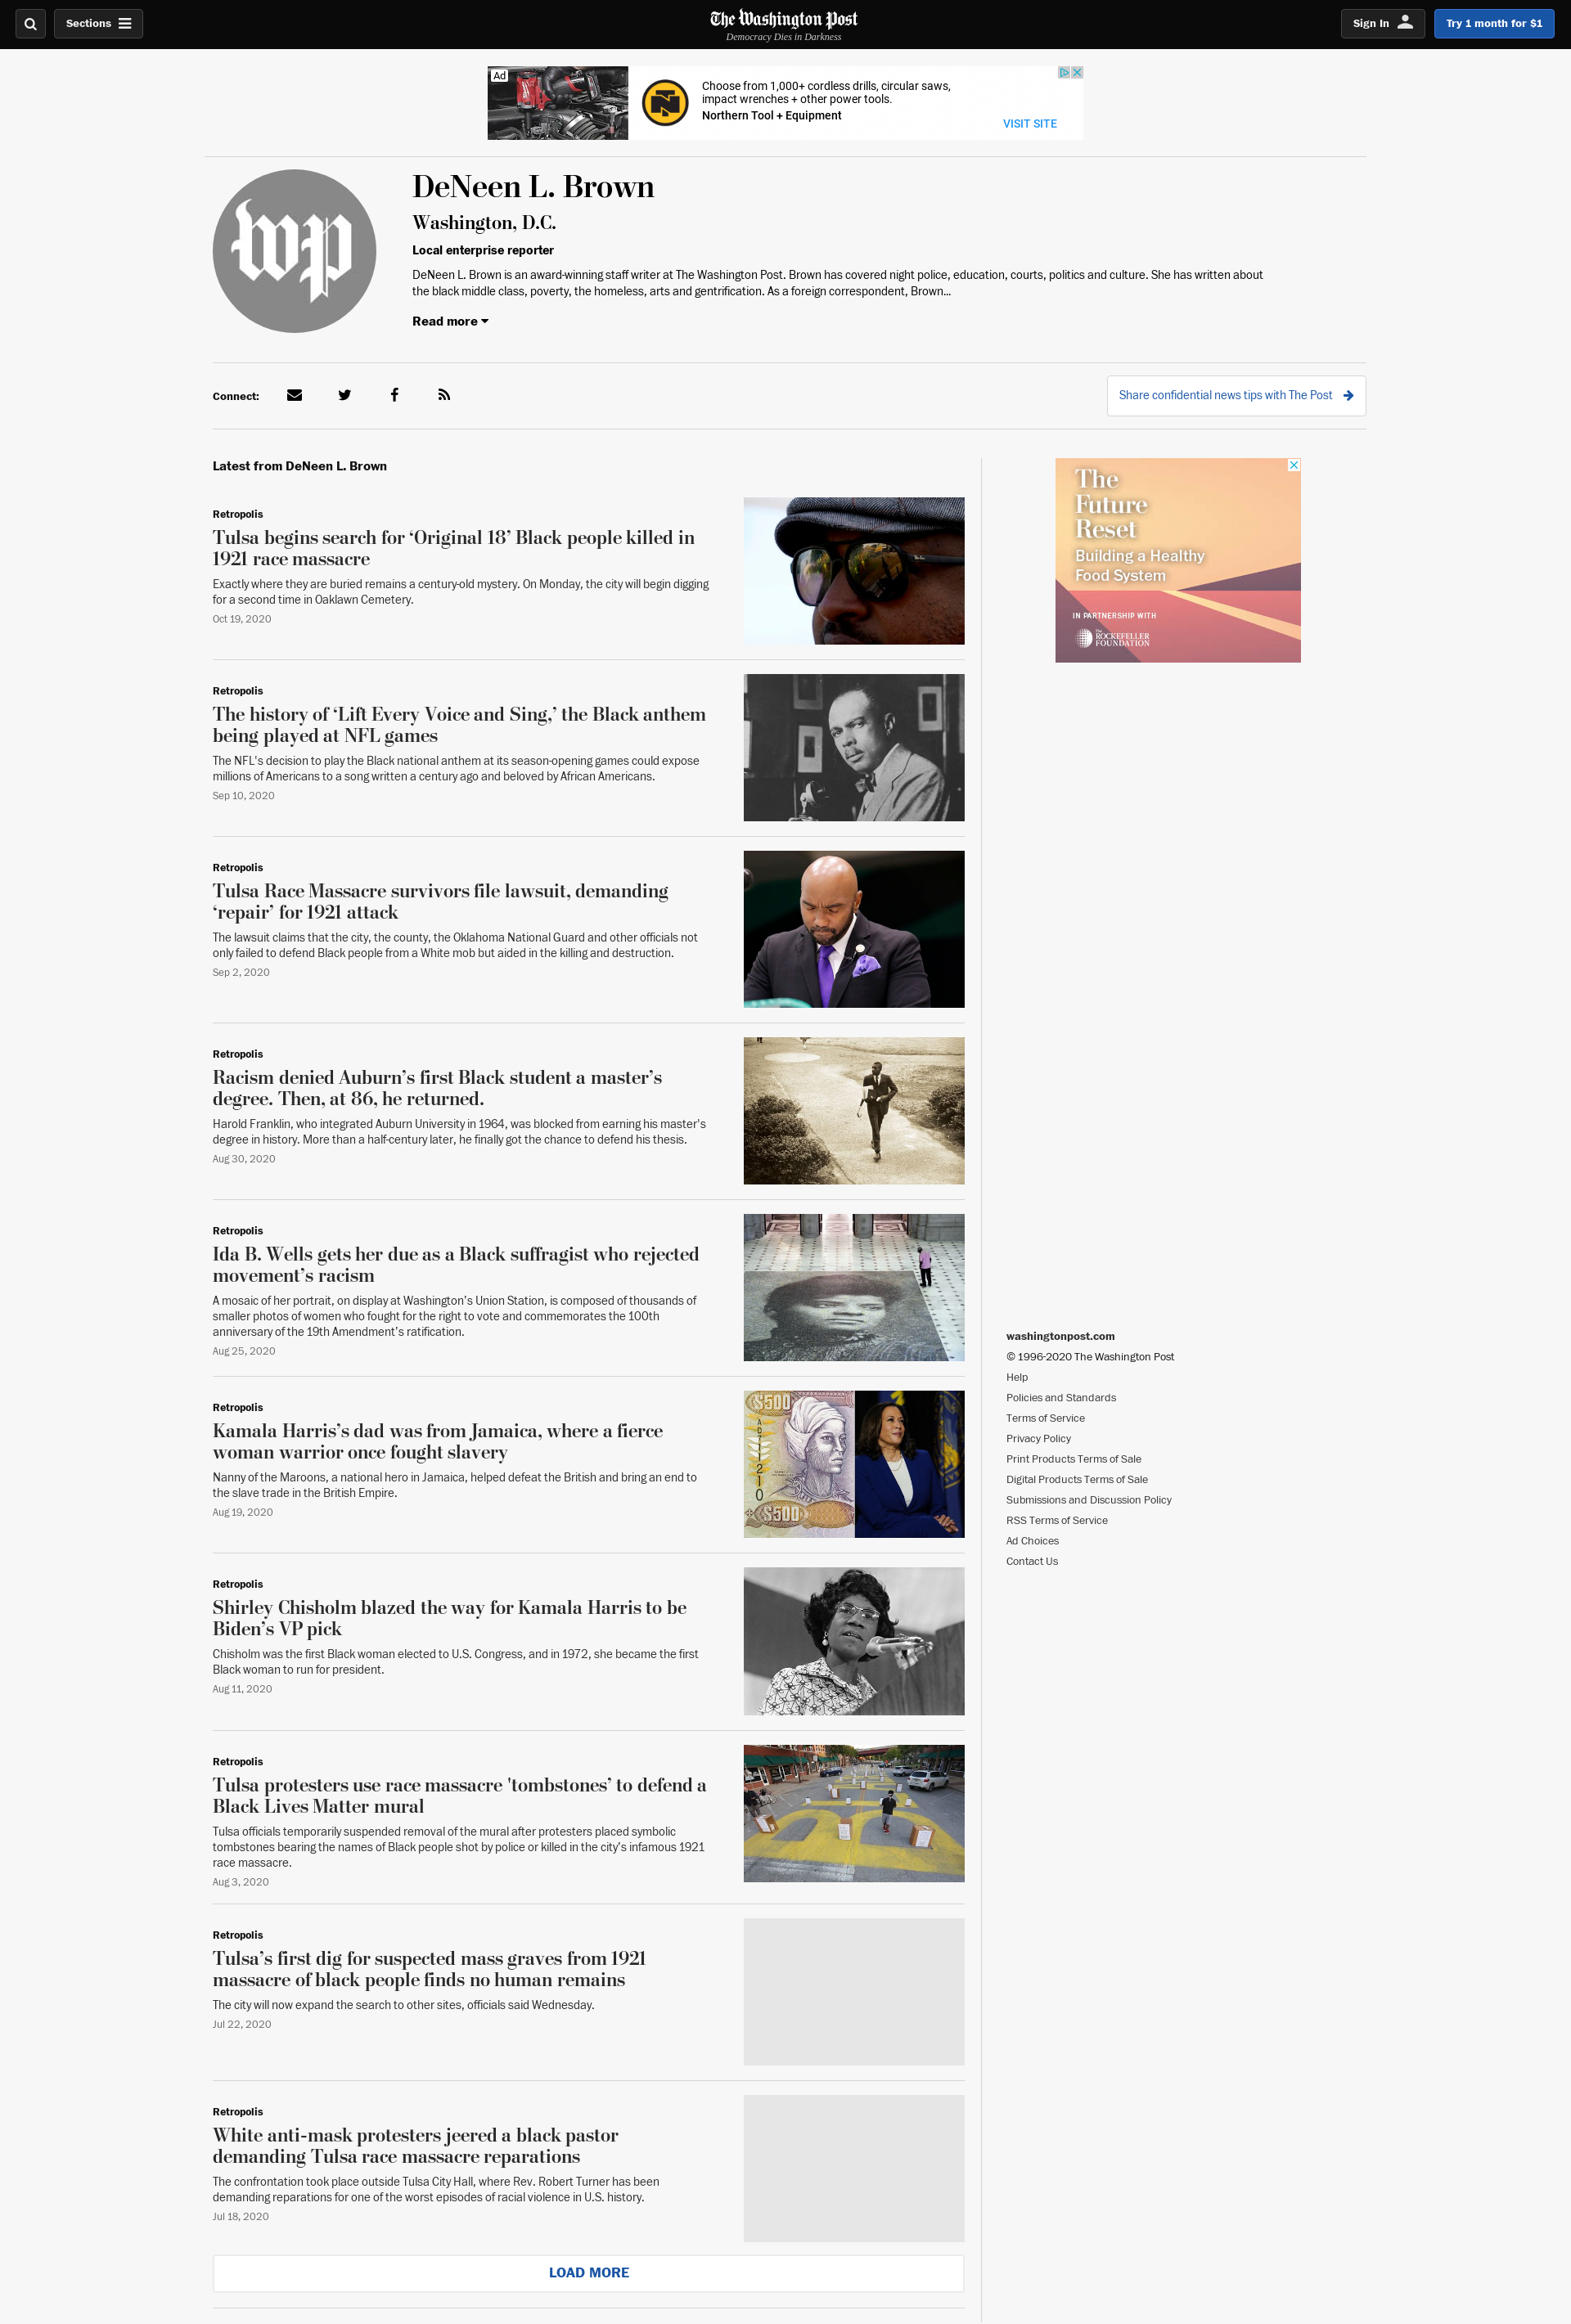 Sections
The Washington Post
Democracy Dies in Darkness
Sign In
Try 1 month for $1
Ad
Choose from 1,000+ cordless drills, circular saws,
impact wrenches + other power tools.
Northern Tool + Equipment
VISIT SITE
wp
DeNeen L. Brown
Washington, D.C.
Local enterprise reporter
DeNeen L. Brown is an award-winning staff writer at The Washington Post. Brown has covered night police, education, courts, politics and culture. She has written about
the black middle class, poverty, the homeless, arts and gentrification. As a foreign correspondent, Brown...
Read more
Connect:
Share confidential news tips with The Post
Latest from DeNeen L. Brown
Retropolis
Tulsa begins search for ‘Original 18’ Black people killed in
1921 race massacre
Exactly where they are buried remains a century-old mystery. On Monday, the city will begin digging
for a second time in Oaklawn Cemetery.
Oct 19, 2020
The
Future
Reset
Building a Healthy
Food System
IN PARTNERSHIP WITH
The
ROCKEFELLER
FOUNDATION
Retropolis
The history of ‘Lift Every Voice and Sing,’ the Black anthem
being played at NFL games
The NFL's decision to play the Black national anthem at its season-opening games could expose
millions of Americans to a song written a century ago and beloved by African Americans.
Sep 10, 2020
Retropolis
Tulsa Race Massacre survivors file lawsuit, demanding
‘repair’ for 1921 attack
The lawsuit claims that the city, the county, the Oklahoma National Guard and other officials not
only failed to defend Black people from a White mob but aided in the killing and destruction.
Sep 2, 2020
Retropolis
Racism denied Auburn’s first Black student a master’s
degree. Then, at 86, he returned.
Harold Franklin, who integrated Auburn University in 1964, was blocked from earning his master's
degree in history. More than a half-century later, he finally got the chance to defend his thesis.
Aug 30, 2020
Retropolis
Ida B. Wells gets her due as a Black suffragist who rejected
movement’s racism
A mosaic of her portrait, on display at Washington’s Union Station, is composed of thousands of
smaller photos of women who fought for the right to vote and commemorates the 100th
anniversary of the 19th Amendment’s ratification.
Aug 25, 2020
Retropolis
Kamala Harris’s dad was from Jamaica, where a fierce
woman warrior once fought slavery
Nanny of the Maroons, a national hero in Jamaica, helped defeat the British and bring an end to
the slave trade in the British Empire.
Aug 19, 2020
$500
$500
Retropolis
Shirley Chisholm blazed the way for Kamala Harris to be
Biden’s VP pick
Chisholm was the first Black woman elected to U.S. Congress, and in 1972, she became the first
Black woman to run for president.
Aug 11, 2020
Retropolis
Tulsa protesters use race massacre 'tombstones’ to defend a
Black Lives Matter mural
Tulsa officials temporarily suspended removal of the mural after protesters placed symbolic
tombstones bearing the names of Black people shot by police or killed in the city’s infamous 1921
race massacre.
Aug 3, 2020
Retropolis
Tulsa’s first dig for suspected mass graves from 1921
massacre of black people finds no human remains
The city will now expand the search to other sites, officials said Wednesday.
Jul 22, 2020
Retropolis
White anti-mask protesters jeered a black pastor
demanding Tulsa race massacre reparations
The confrontation took place outside Tulsa City Hall, where Rev. Robert Turner has been
demanding reparations for one of the worst episodes of racial violence in U.S. history.
Jul 18, 2020
LOAD MORE
washingtonpost.com
© 1996-2020 The Washington Post
Help
Policies and Standards
Terms of Service
Privacy Policy
Print Products Terms of Sale
Digital Products Terms of Sale
Submissions and Discussion Policy
RSS Terms of Service
Ad Choices
Contact Us